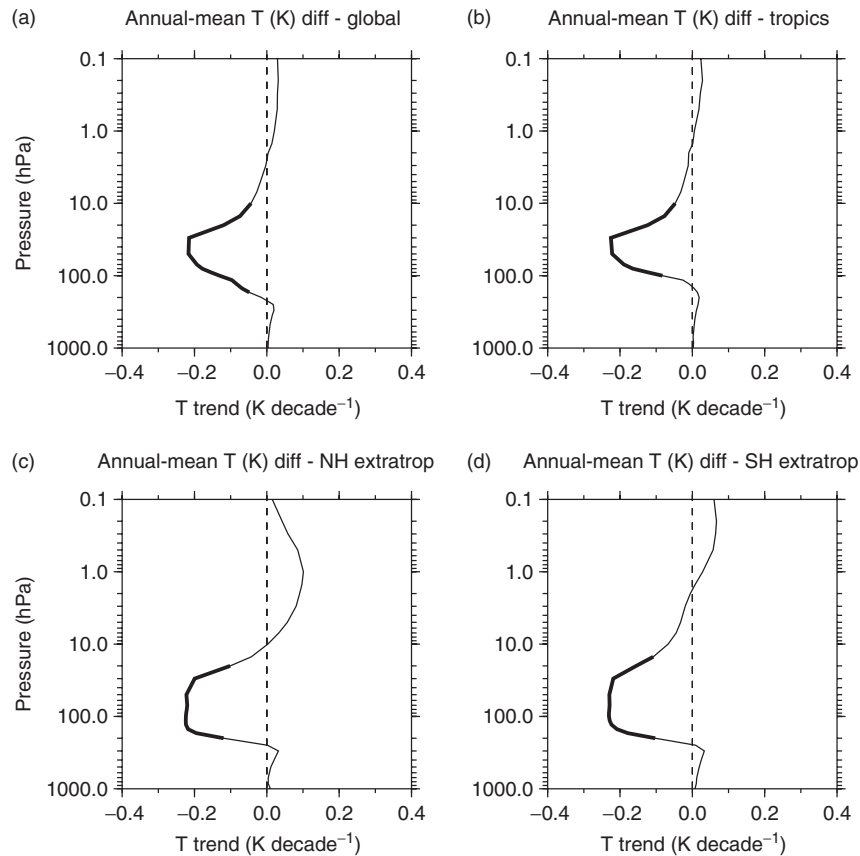 (a) Annual-mean T (K) diff - global
0.1
1.0
10.0
100.0
1000.0
Pressure (hPa)
−0.4 −0.2 0.0 0.2 0.4
T trend (K decade⁻¹)
(b) Annual-mean T (K) diff - tropics
0.1
1.0
10.0
100.0
1000.0
−0.4 −0.2 0.0 0.2 0.4
T trend (K decade⁻¹)
(c) Annual-mean T (K) diff - NH extratrop
0.1
1.0
10.0
100.0
1000.0
Pressure (hPa)
−0.4 −0.2 0.0 0.2 0.4
T trend (K decade⁻¹)
(d) Annual-mean T (K) diff - SH extratrop
0.1
1.0
10.0
100.0
1000.0
−0.4 −0.2 0.0 0.2 0.4
T trend (K decade⁻¹)